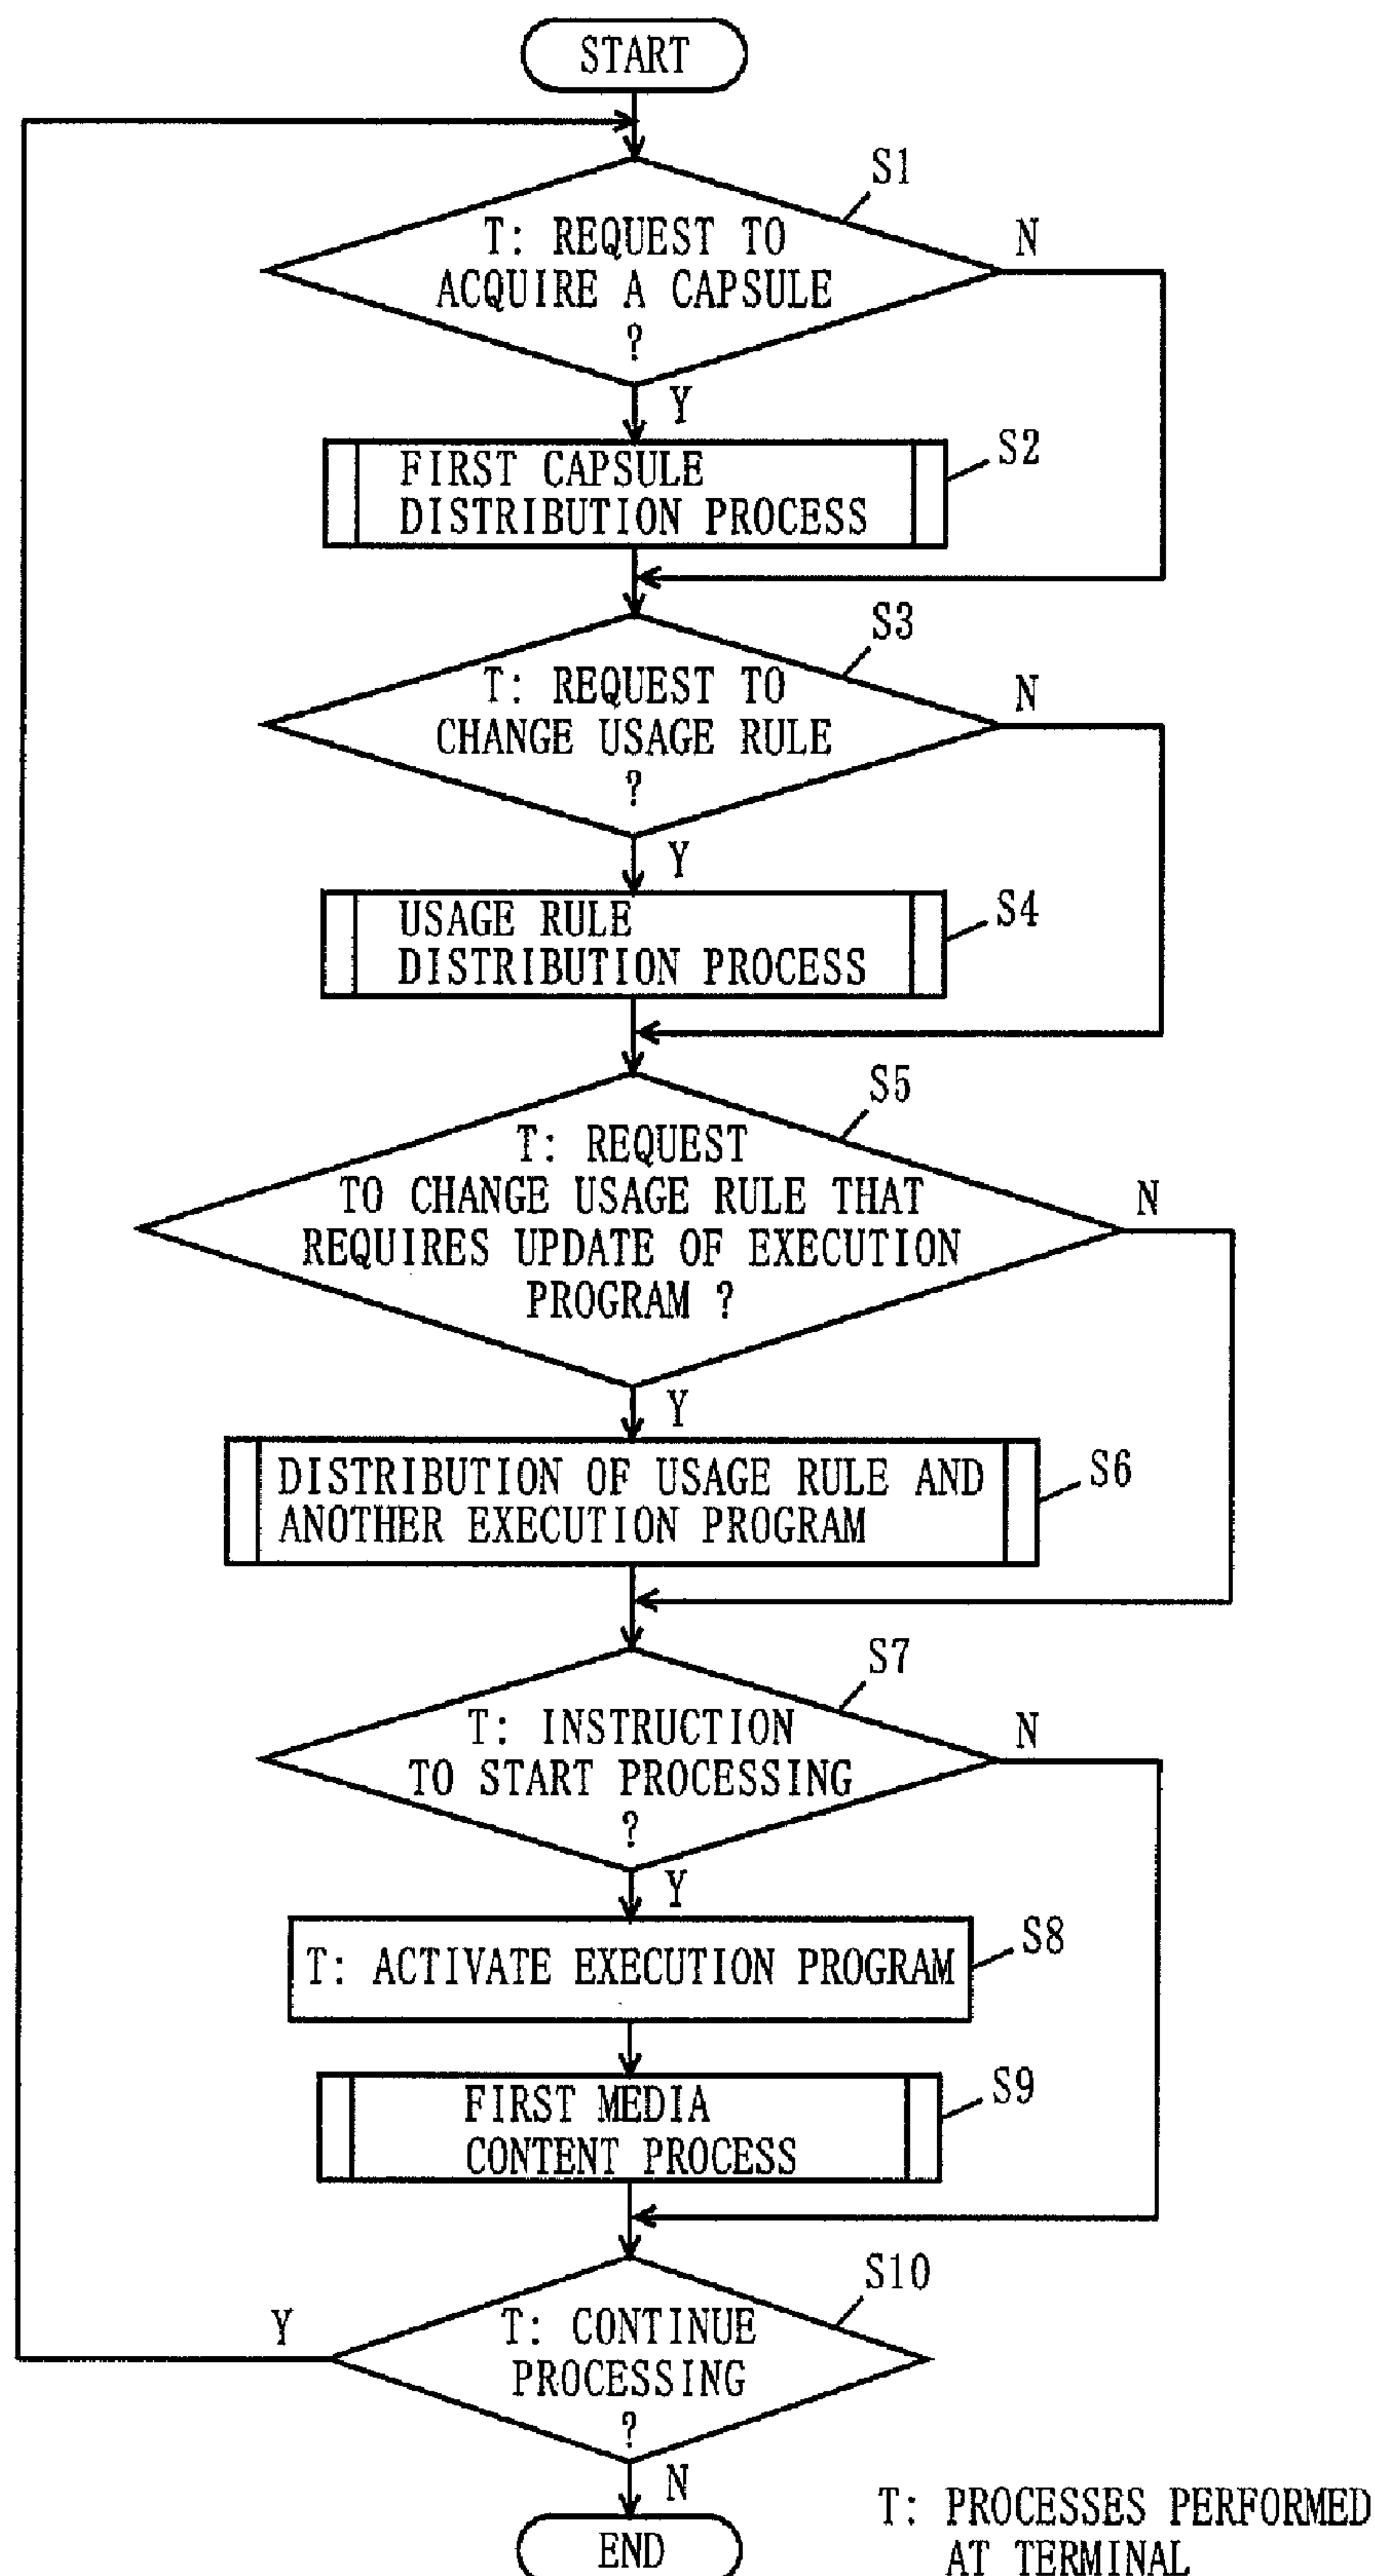 START
S1
T: REQUEST TO
ACQUIRE A CAPSULE
?
N
Y
FIRST CAPSULE
DISTRIBUTION PROCESS
S2
S3
T: REQUEST TO
CHANGE USAGE RULE
?
N
Y
USAGE RULE
DISTRIBUTION PROCESS
S4
S5
T: REQUEST
TO CHANGE USAGE RULE THAT
REQUIRES UPDATE OF EXECUTION
PROGRAM ?
N
Y
DISTRIBUTION OF USAGE RULE AND
ANOTHER EXECUTION PROGRAM
S6
S7
T: INSTRUCTION
TO START PROCESSING
?
N
Y
T: ACTIVATE EXECUTION PROGRAM
S8
FIRST MEDIA
CONTENT PROCESS
S9
S10
T: CONTINUE
PROCESSING
?
Y
N
END
T: PROCESSES PERFORMED
AT TERMINAL